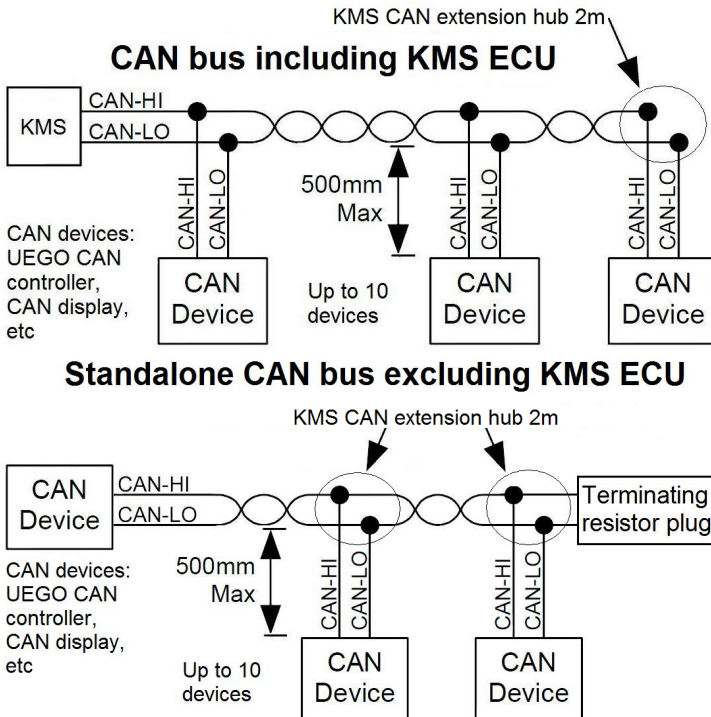 KMS CAN extension hub 2m
CAN bus including KMS ECU
KMS
CAN-HI
CAN-LO
CAN-HI
CAN-LO
500mm
Max
CAN-HI
CAN-LO
CAN-HI
CAN-LO
CAN devices:
UEGO CAN
controller,
CAN display,
etc
CAN
Device
Up to 10
devices
CAN
Device
CAN
Device
Standalone CAN bus excluding KMS ECU
KMS CAN extension hub 2m
CAN
Device
CAN-HI
CAN-LO
Terminating
resistor plug
CAN devices:
UEGO CAN
controller,
CAN display,
etc
500mm
Max
CAN-HI
CAN-LO
CAN-HI
CAN-LO
Up to 10
devices
CAN
Device
CAN
Device